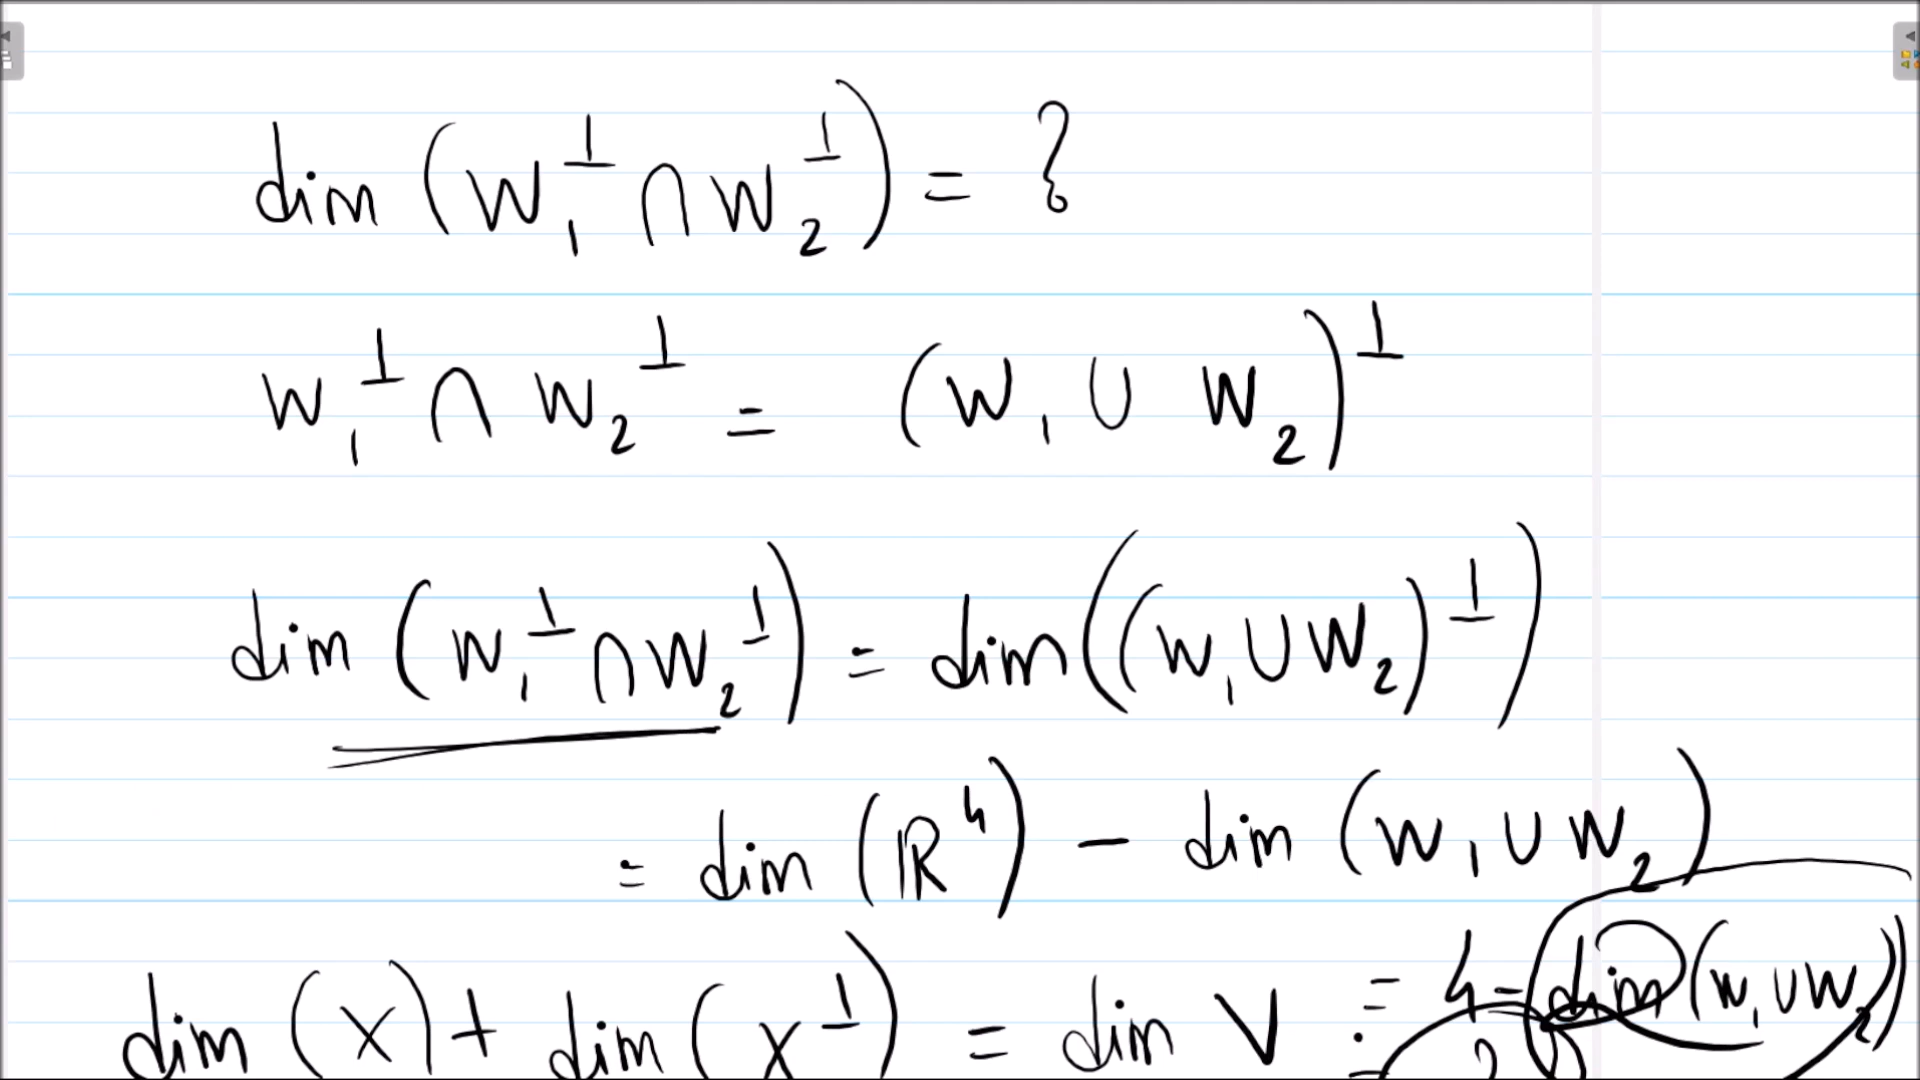 dim (W₁^⊥ ∩ W₂^⊥) = ?
W₁^⊥ ∩ W₂^⊥ = (W₁ ∪ W₂)^⊥
dim (W₁^⊥ ∩ W₂^⊥) = dim((W₁ ∪ W₂)^⊥)
= dim (ℝ⁴) − dim (W₁ ∪ W₂)
dim (X) + dim (X^⊥) = dim V
= 4 − dim (W₁ ∪ W₂)